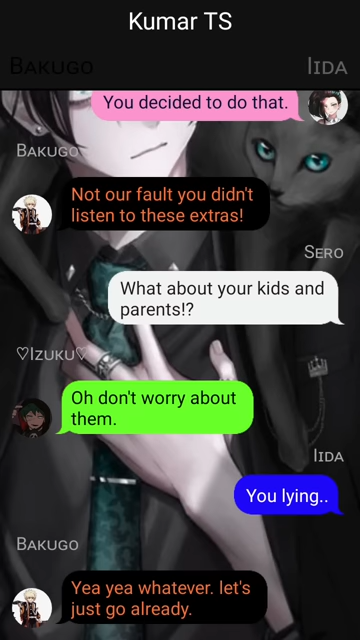 Kumar TS
Bakugo
Iida
You decided to do that.
Bakugo
Not our fault you didn't
listen to these extras!
Sero
What about your kids and
parents!?
♡Izuku♡
Oh don't worry about
them.
Iida
You lying..
Bakugo
Yea yea whatever. let's
just go already.